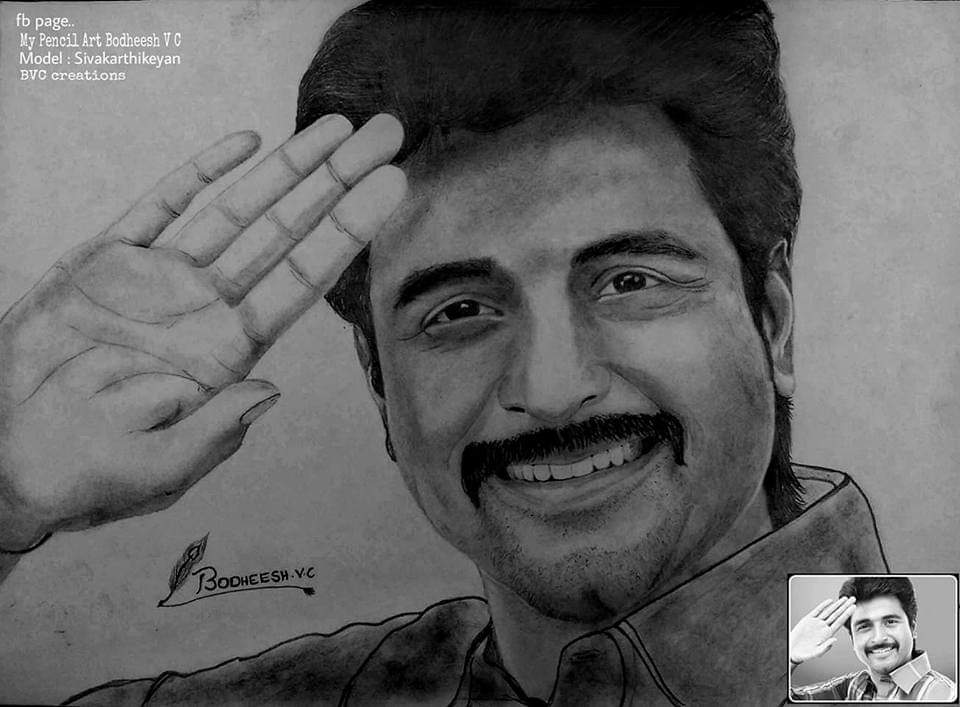 fb page..
My Pencil Art Bodheesh V C
Model : Sivakarthikeyan
BVC creations
BODHEESH.V.C